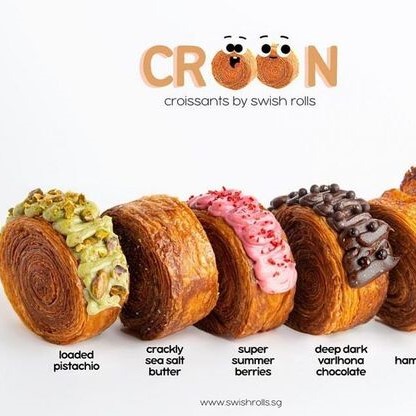 CROON
croissants by swish rolls
loaded
pistachio
crackly
sea salt
butter
super
summer
berries
deep dark
varlhona
chocolate
ham
www.swishrolls.sg